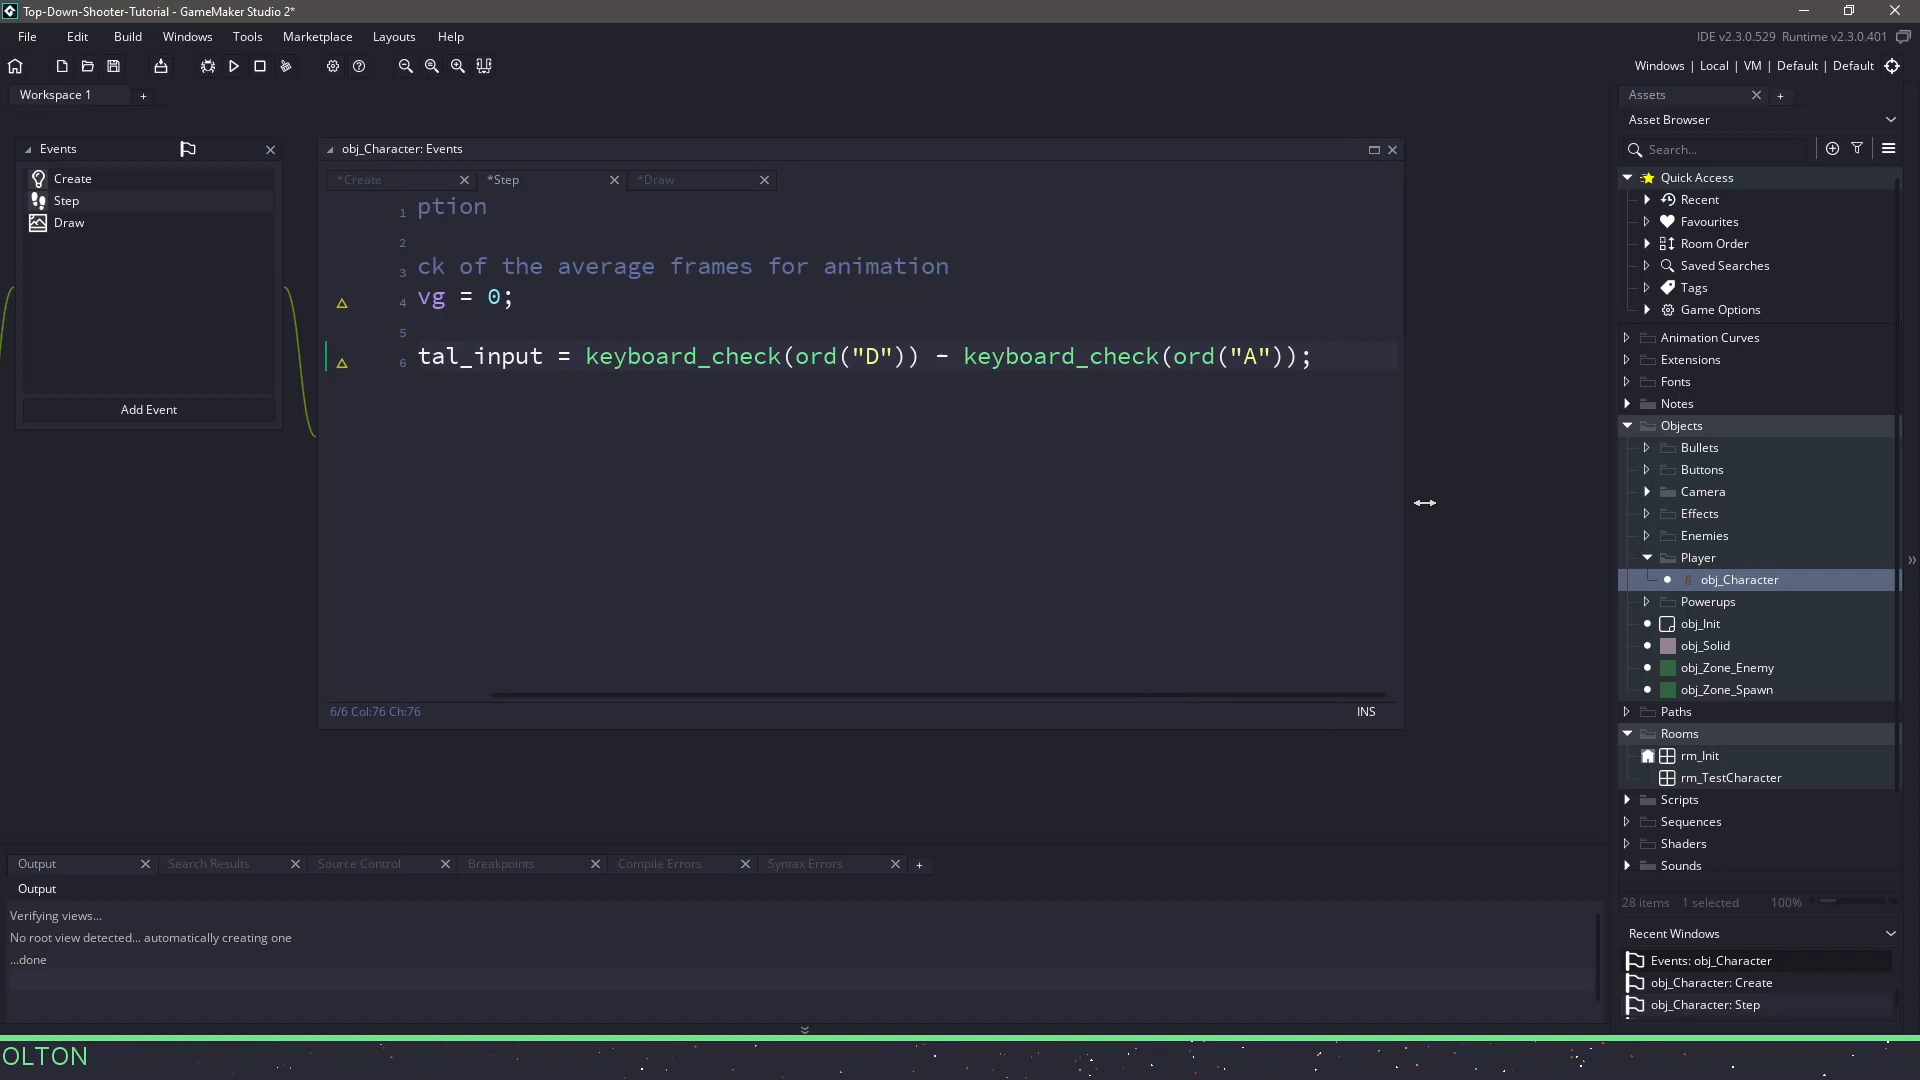 Top-Down-Shooter-Tutorial - GameMaker Studio 2*
File Edit Build Windows Tools Marketplace Layouts Help
IDE v2.3.0.529 Runtime v2.3.0.401
Windows | Local | VM | Default | Default
Workspace 1 +
Events
Create
Step
Draw
Add Event
obj_Character: Events
*Create *Step *Draw
1 ption
2
3 ck of the average frames for animation
4 vg = 0;
5
6 tal_input = keyboard_check(ord("D")) - keyboard_check(ord("A"));
6/6 Col:76 Ch:76
INS
Assets
Asset Browser
Search...
Quick Access
Recent
Favourites
Room Order
Saved Searches
Tags
Game Options
Animation Curves
Extensions
Fonts
Notes
Objects
Bullets
Buttons
Camera
Effects
Enemies
Player
obj_Character
Powerups
obj_Init
obj_Solid
obj_Zone_Enemy
obj_Zone_Spawn
Paths
Rooms
rm_Init
rm_TestCharacter
Scripts
Sequences
Shaders
Sounds
28 items 1 selected 100%
Recent Windows
Events: obj_Character
obj_Character: Create
obj_Character: Step
Output Search Results Source Control Breakpoints Compile Errors Syntax Errors +
Output
Verifying views...
No root view detected... automatically creating one
...done
OLTON